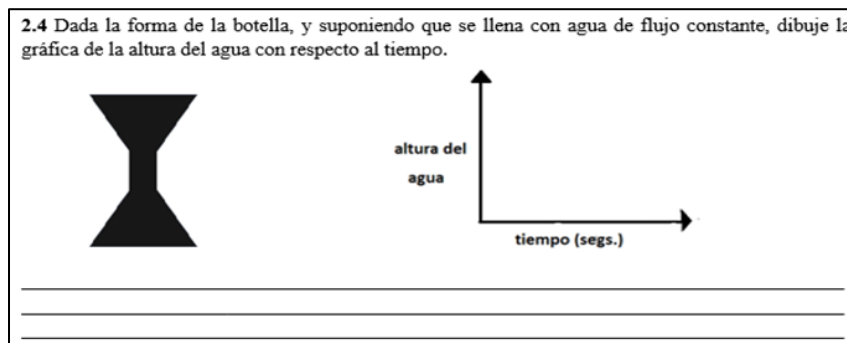 2.4 Dada la forma de la botella, y suponiendo que se llena con agua de flujo constante, dibuje la
gráfica de la altura del agua con respecto al tiempo.
altura del
agua
tiempo (segs.)